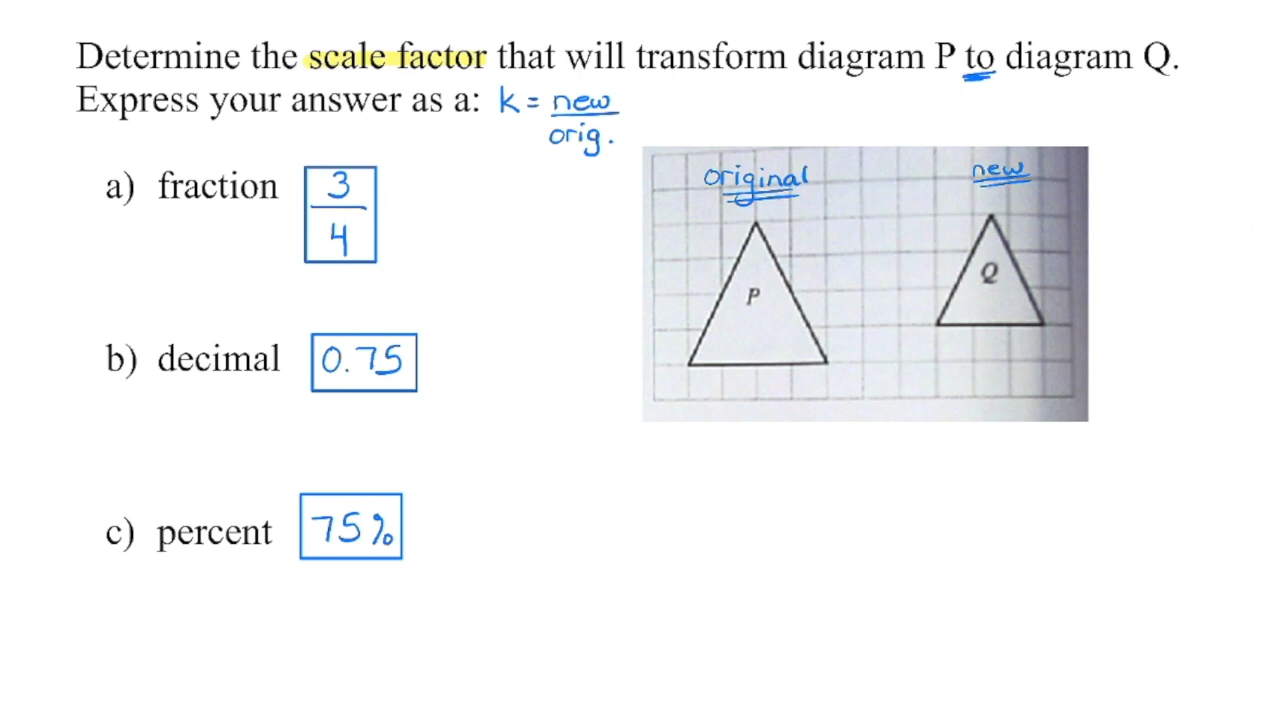 Determine the scale factor that will transform diagram P to diagram Q.
Express your answer as a: k = new
orig.
a) fraction 3
4
b) decimal 0.75
c) percent 75%
original
new
P
Q